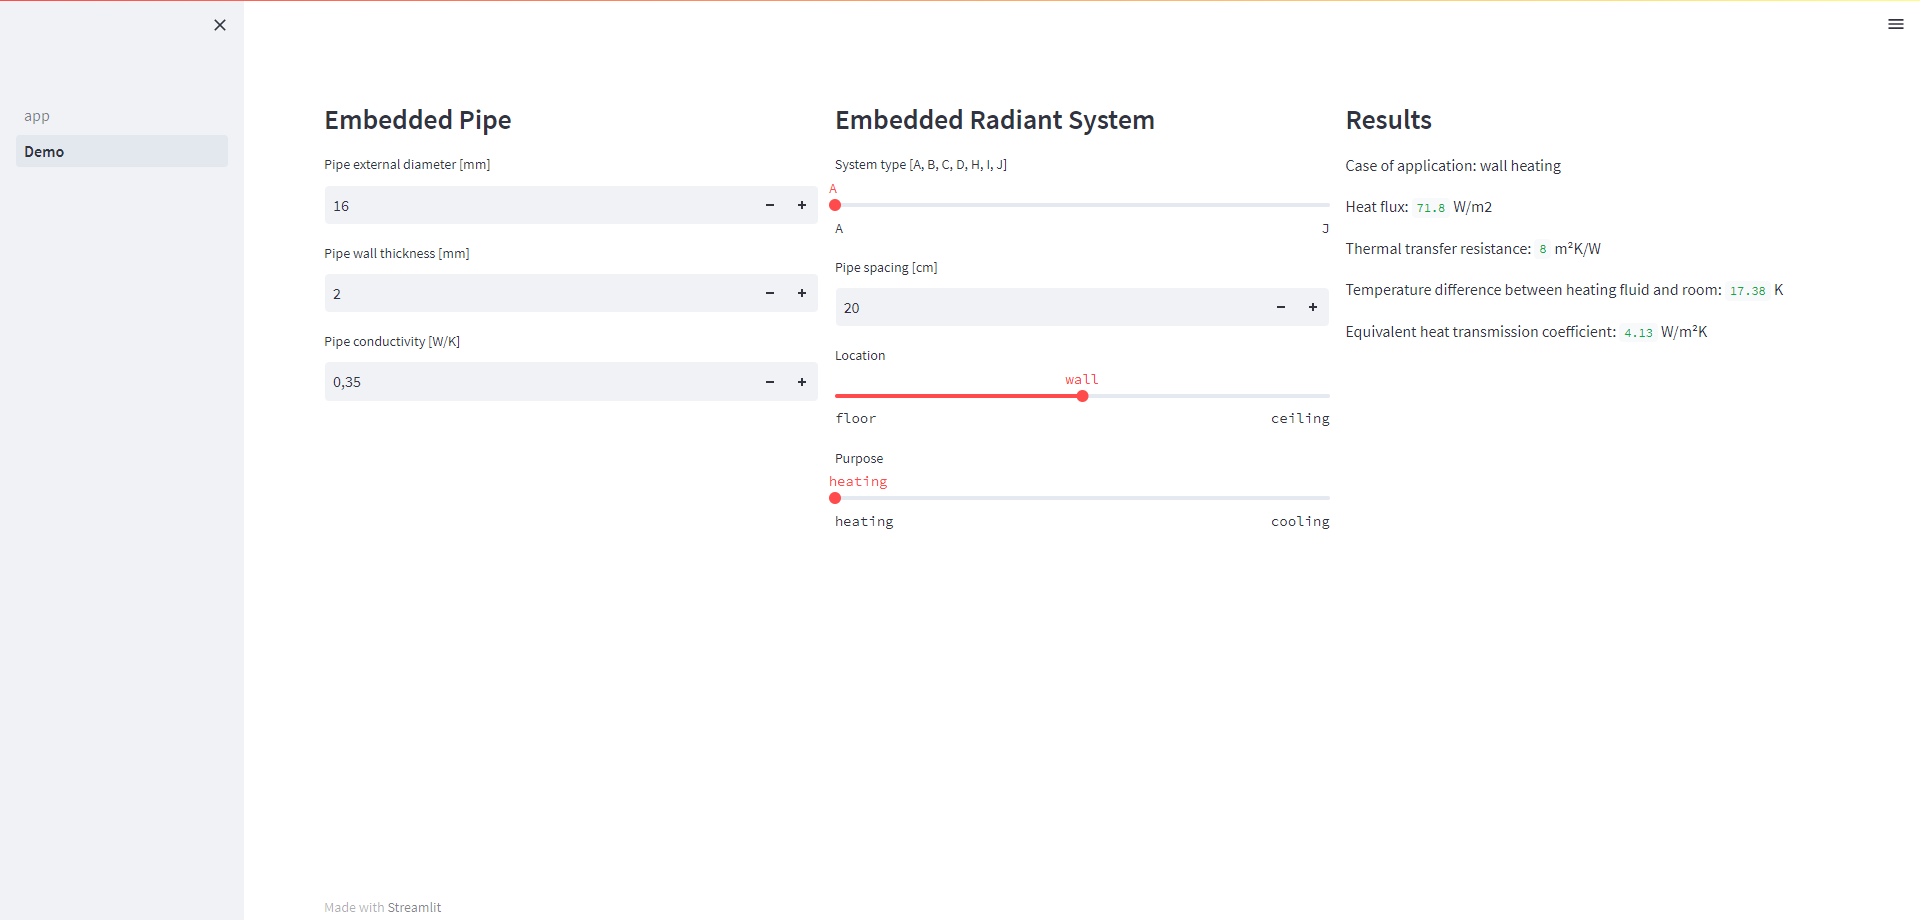 app
Demo
Embedded Pipe
Pipe external diameter [mm]
16
Pipe wall thickness [mm]
2
Pipe conductivity [W/K]
0,35
Embedded Radiant System
System type [A, B, C, D, H, I, J]
A
A J
Pipe spacing [cm]
20
Location
wall
floor ceiling
Purpose
heating
heating cooling
Results
Case of application: wall heating
Heat flux: 71.8 W/m2
Thermal transfer resistance: 8 m²K/W
Temperature difference between heating fluid and room: 17.38 K
Equivalent heat transmission coefficient: 4.13 W/m²K
Made with Streamlit